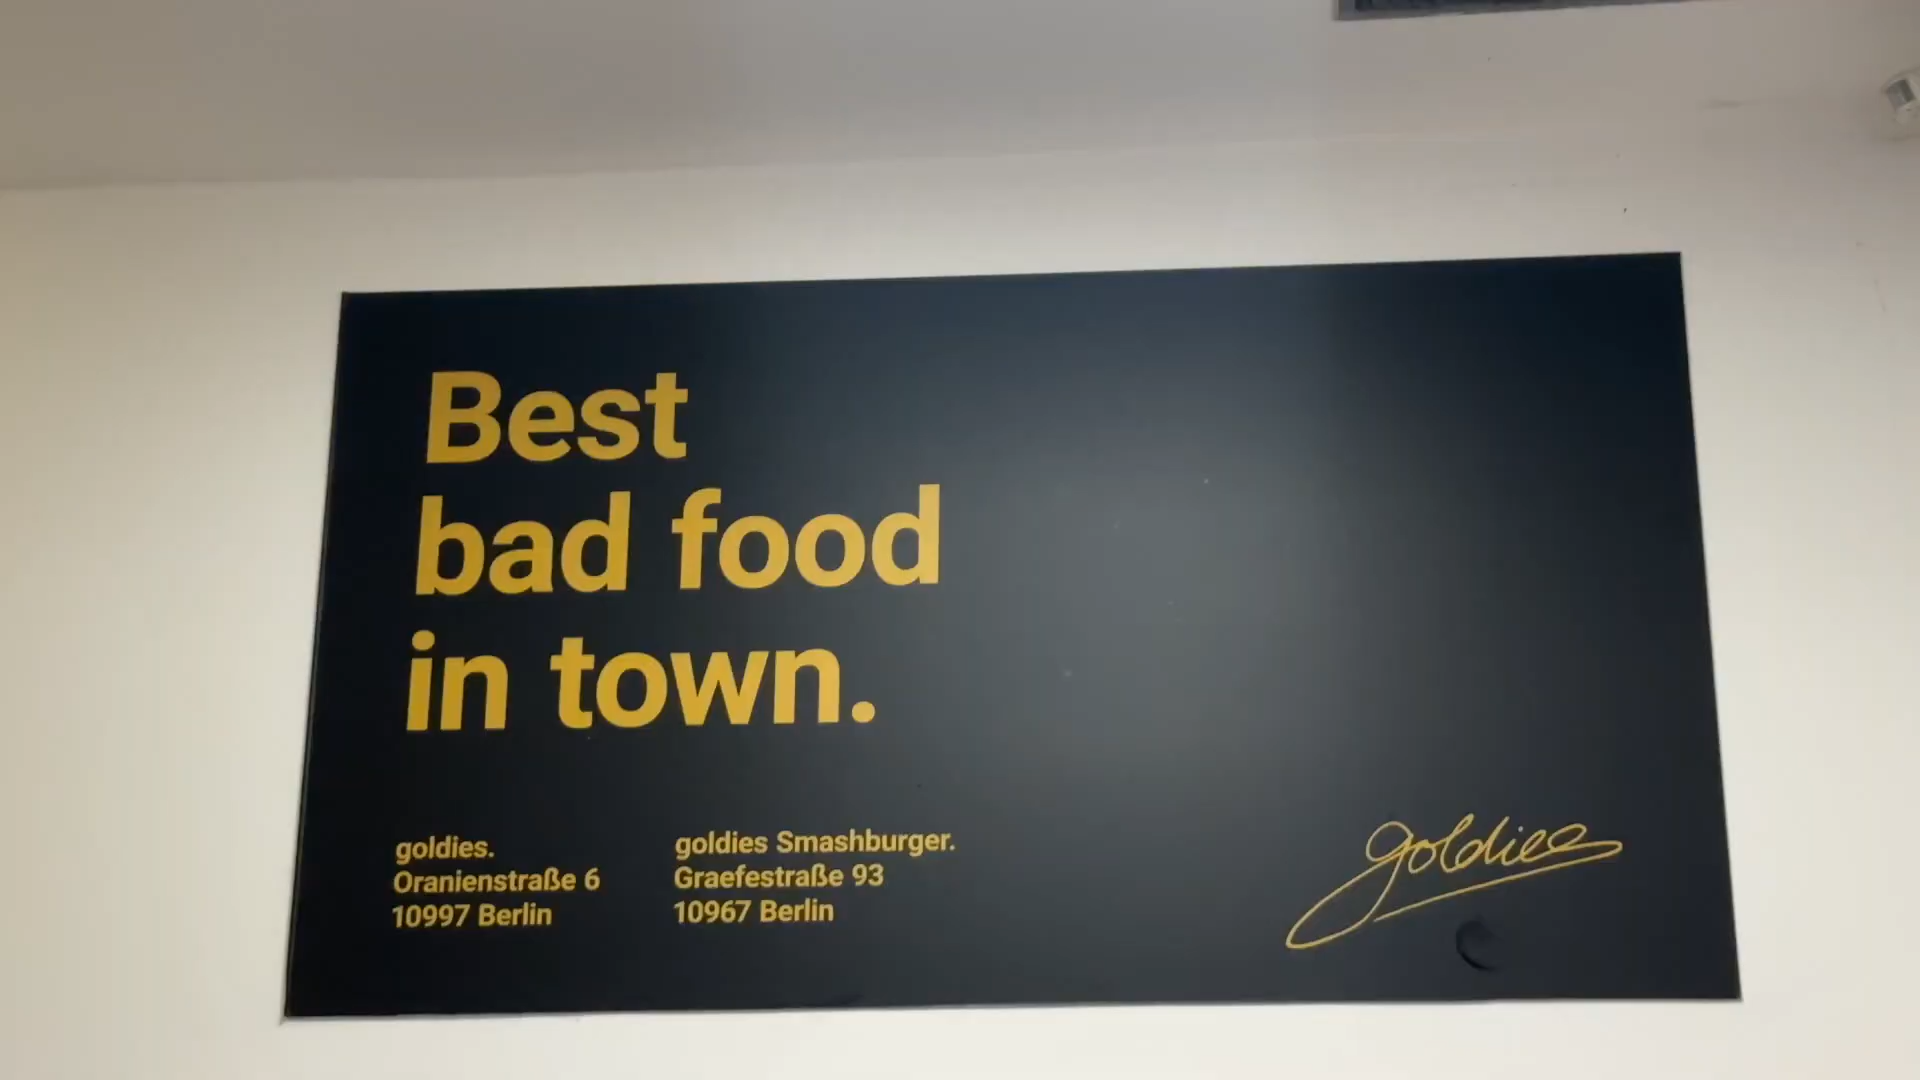 Best
bad food
in town.
goldies.
Oranienstraße 6
10997 Berlin
goldies Smashburger.
Graefestraße 93
10967 Berlin
goldies